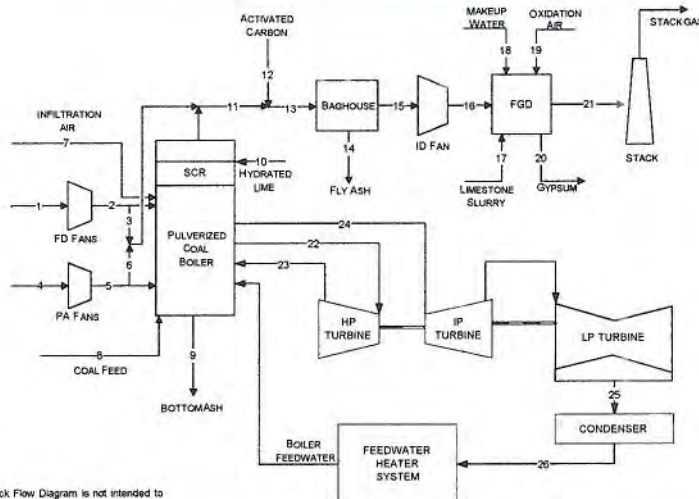 ACTIVATED
CARBON
MAKEUP
WATER
OXIDATION
AIR
STACK GAS
12
18
19
INFILTRATION
AIR
7
11
13
BAGHOUSE
15
ID FAN
16
FGD
21
STACK
14
FLY ASH
17
LIMESTONE
SLURRY
20
GYPSUM
SCR
10
HYDRATED
LIME
1
2
3
FD FANS
PULVERIZED
COAL
BOILER
24
22
23
6
4
5
PA FANS
8
COAL FEED
9
BOTTOM ASH
HP
TURBINE
IP
TURBINE
LP TURBINE
25
CONDENSER
BOILER
FEEDWATER
FEEDWATER
HEATER
SYSTEM
26
ck Flow Diagram is not intended to